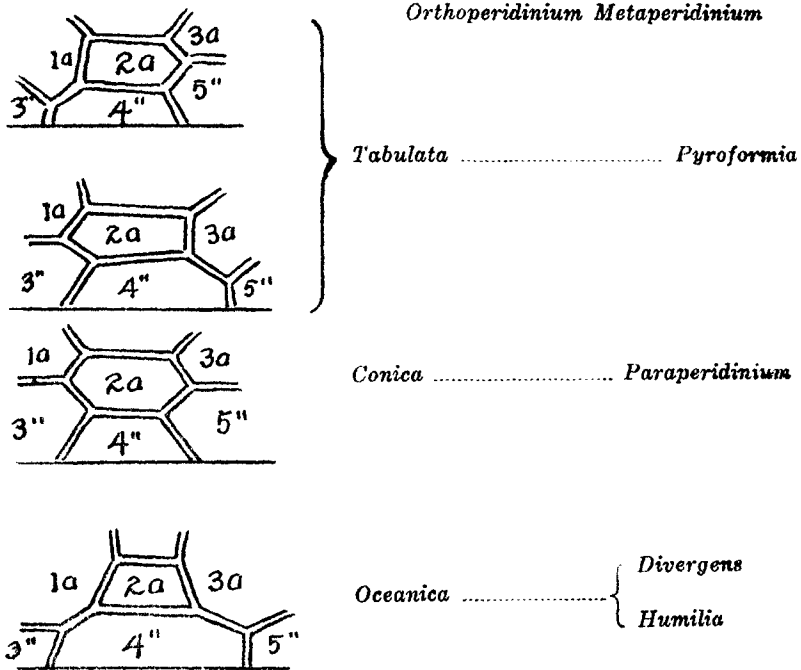 Orthoperidinium Metaperidinium
1a 2a 3a
3" 4" 5"
Tabulata ........................ Pyroformia
1a 2a 3a
3" 4" 5"
Conica ........................ Paraperidinium
1a 2a 3a
3" 4" 5"
Oceanica ........................ Divergens
Humilia
1a 2a 3a
3" 4" 5"